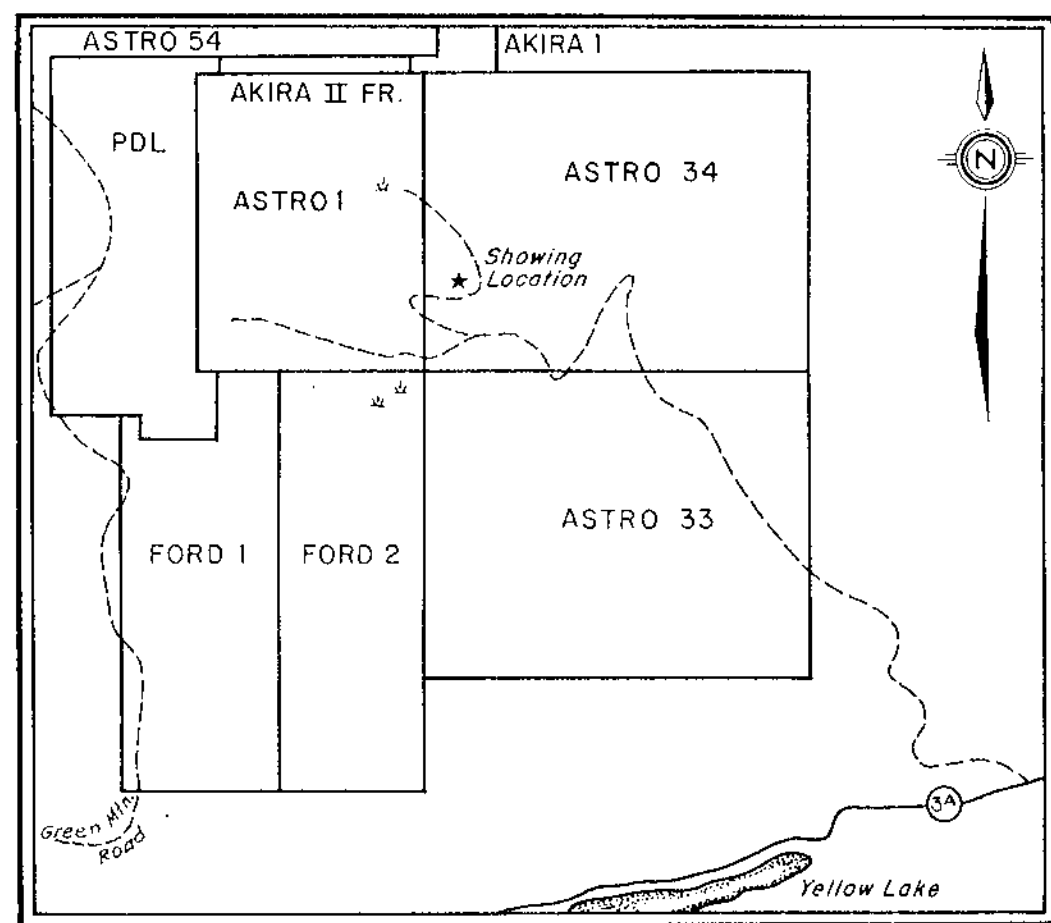 ASTRO 54
AKIRA 1
AKIRA II FR.
PDL
ASTRO 34
ASTRO 1
N
Showing
Location
ASTRO 33
FORD 1
FORD 2
Green Mtn.
Road
3A
Yellow Lake